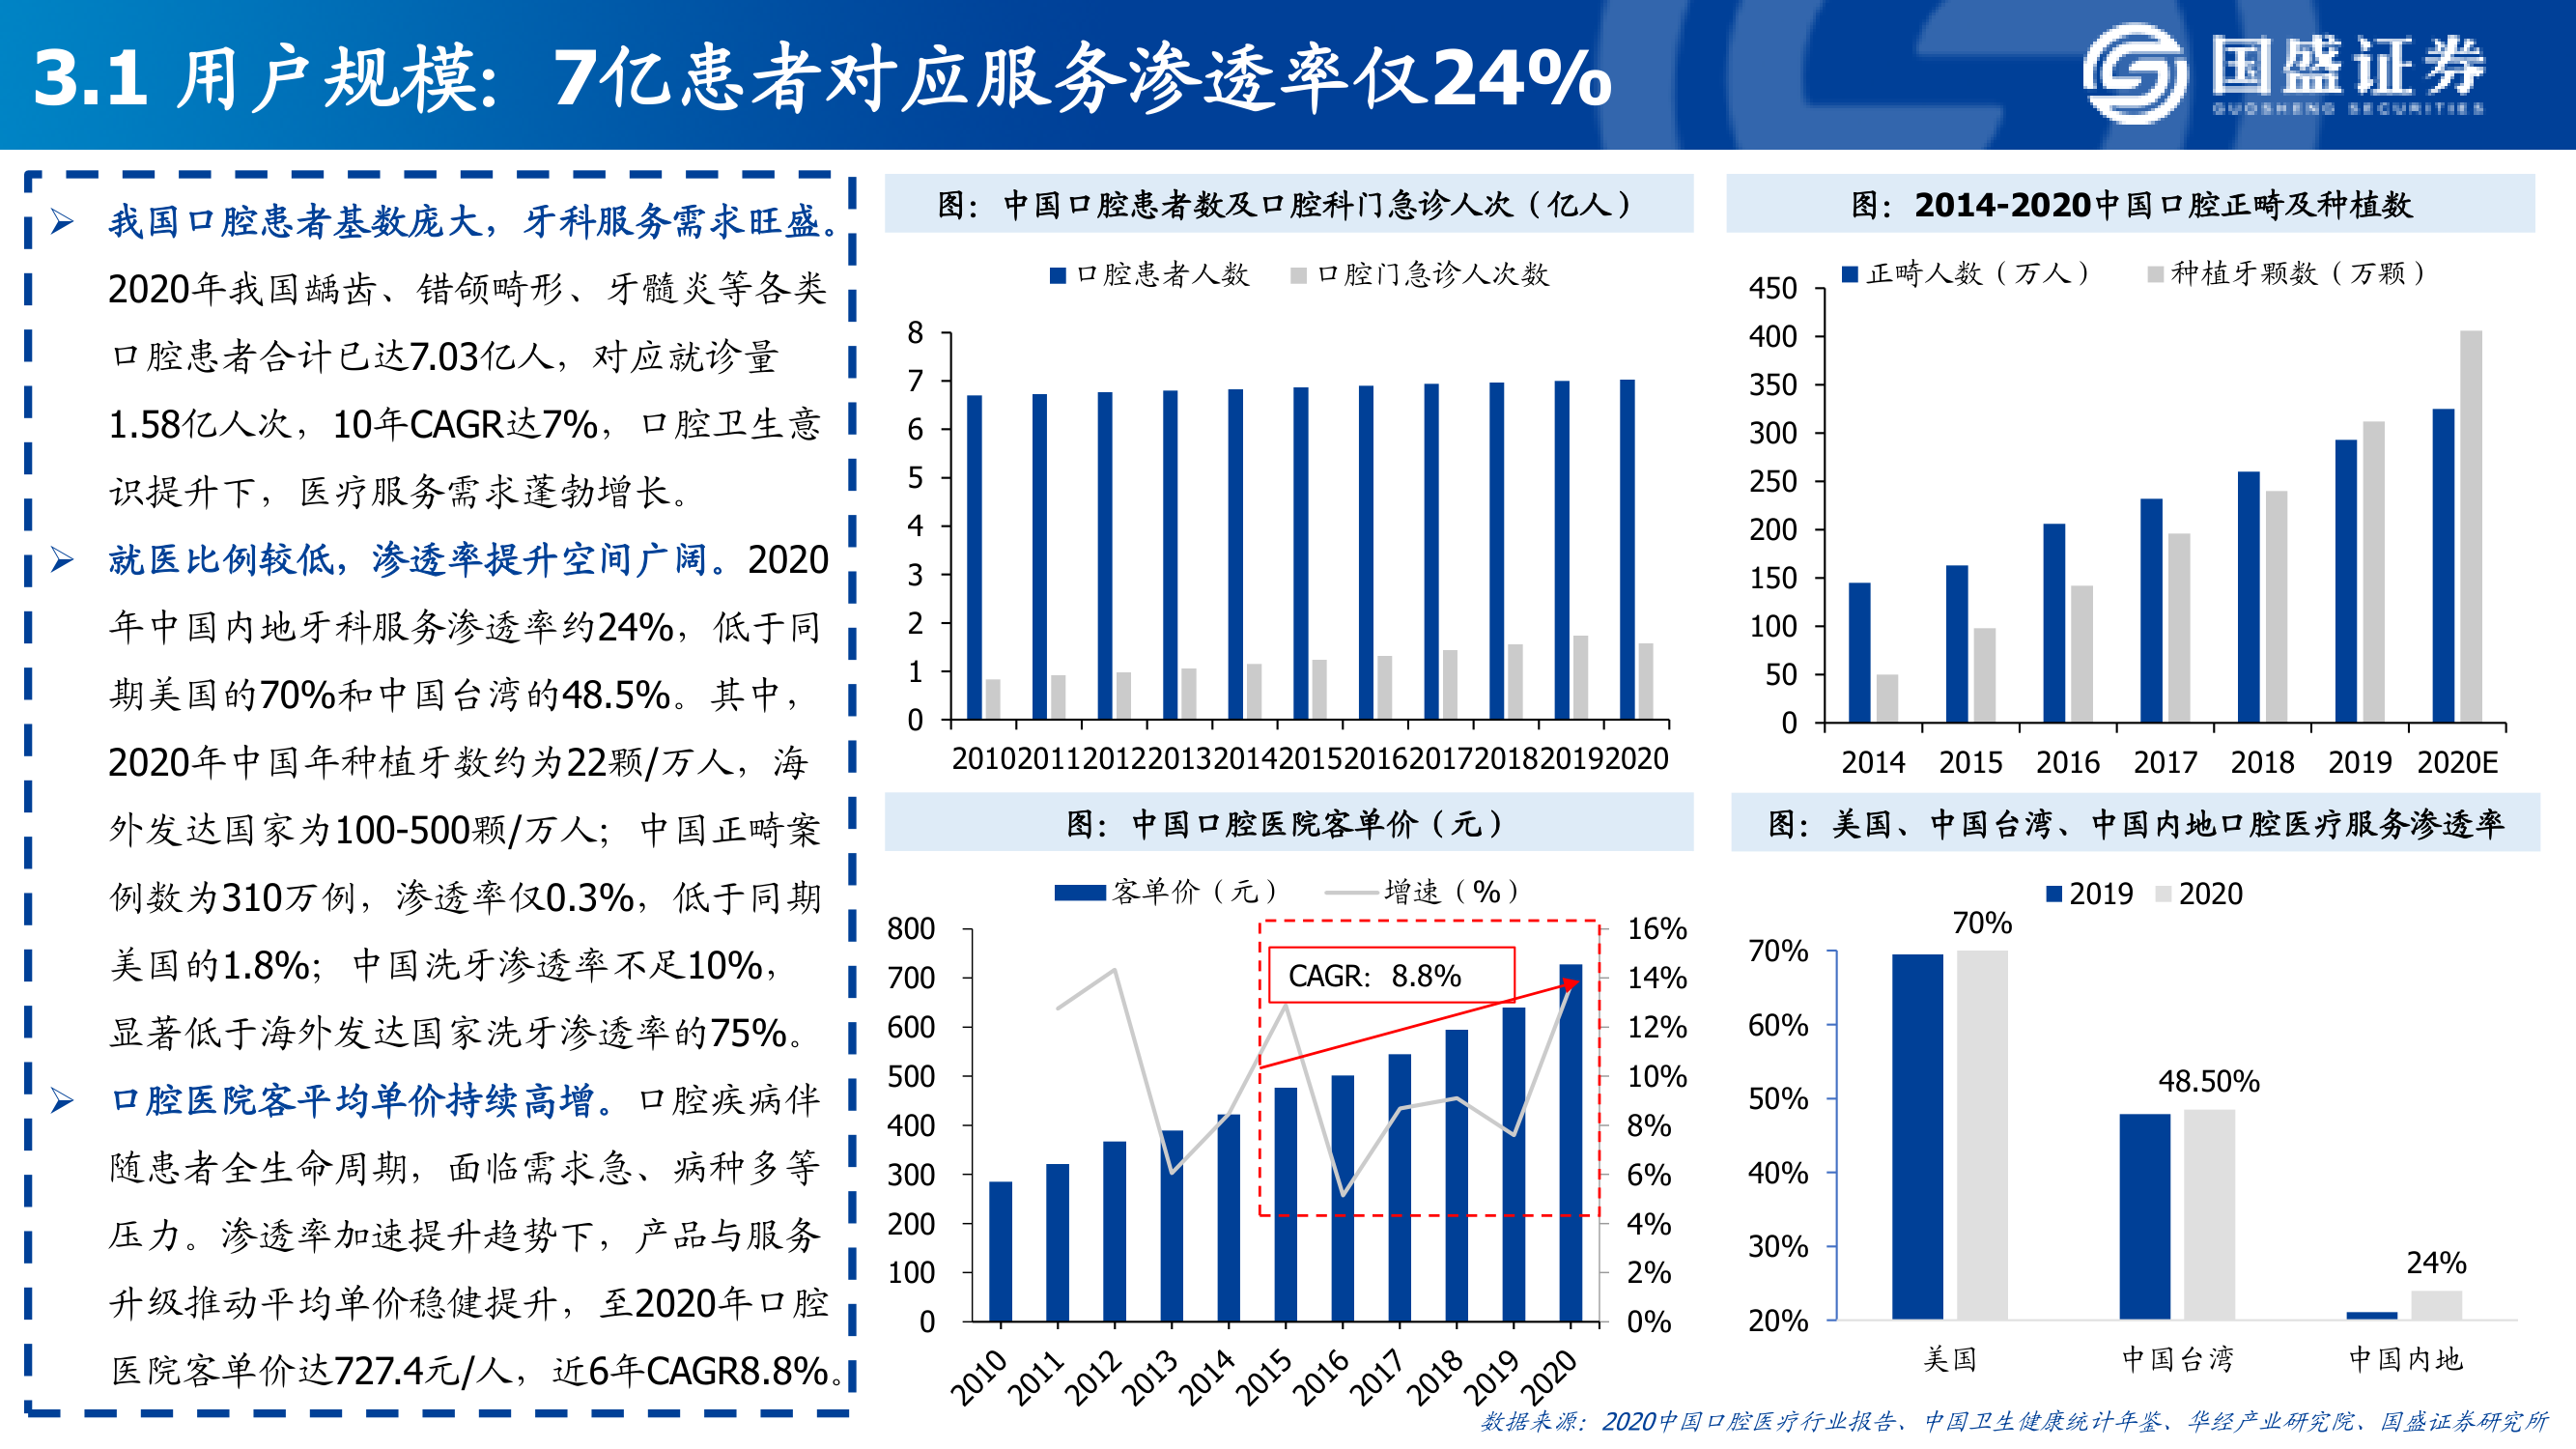 3.1 用户规模：7亿患者对应服务渗透率仅24%
国盛证券
GUOSHENG SECURITIES
➢ 我国口腔患者基数庞大，牙科服务需求旺盛。
2020年我国龋齿、错颌畸形、牙髓炎等各类
口腔患者合计已达7.03亿人，对应就诊量
1.58亿人次，10年CAGR达7%，口腔卫生意
识提升下，医疗服务需求蓬勃增长。
➢ 就医比例较低，渗透率提升空间广阔。2020
年中国内地牙科服务渗透率约24%，低于同
期美国的70%和中国台湾的48.5%。其中，
2020年中国年种植牙数约为22颗/万人，海
外发达国家为100-500颗/万人；中国正畸案
例数为310万例，渗透率仅0.3%，低于同期
美国的1.8%；中国洗牙渗透率不足10%，
显著低于海外发达国家洗牙渗透率的75%。
➢ 口腔医院客平均单价持续高增。口腔疾病伴
随患者全生命周期，面临需求急、病种多等
压力。渗透率加速提升趋势下，产品与服务
升级推动平均单价稳健提升，至2020年口腔
医院客单价达727.4元/人，近6年CAGR8.8%。
图：中国口腔患者数及口腔科门急诊人次（亿人）
口腔患者人数 口腔门急诊人次数
8
7
6
5
4
3
2
1
0
2010 2011 2012 2013 2014 2015 2016 2017 2018 2019 2020
图：2014-2020中国口腔正畸及种植数
正畸人数（万人） 种植牙颗数（万颗）
450
400
350
300
250
200
150
100
50
0
2014 2015 2016 2017 2018 2019 2020E
图：中国口腔医院客单价（元）
客单价（元） 增速（%）
CAGR：8.8%
800
700
600
500
400
300
200
100
0
16%
14%
12%
10%
8%
6%
4%
2%
0%
2010 2011 2012 2013 2014 2015 2016 2017 2018 2019 2020
图：美国、中国台湾、中国内地口腔医疗服务渗透率
2019 2020
70%
60%
50%
40%
30%
20%
70%
48.50%
24%
美国 中国台湾 中国内地
数据来源：2020中国口腔医疗行业报告、中国卫生健康统计年鉴、华经产业研究院、国盛证券研究所